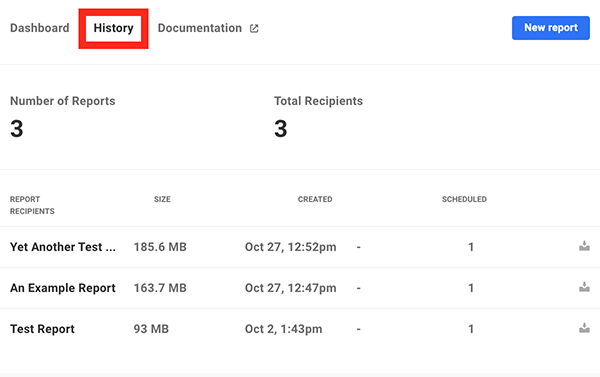 Dashboard History Documentation New report
Number of Reports Total Recipients
3 3
REPORT SIZE CREATED SCHEDULED
RECIPIENTS
Yet Another Test ... 185.6 MB Oct 27, 12:52pm - 1
An Example Report 163.7 MB Oct 27, 12:47pm - 1
Test Report 93 MB Oct 2, 1:43pm - 1